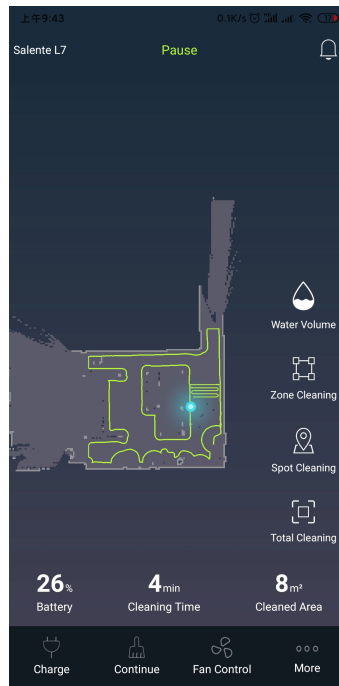 上午9:43 0.1K/s
Salente L7 Pause
Water Volume
Zone Cleaning
Spot Cleaning
Total Cleaning
26% 4min 8m²
Battery Cleaning Time Cleaned Area
Charge Continue Fan Control More